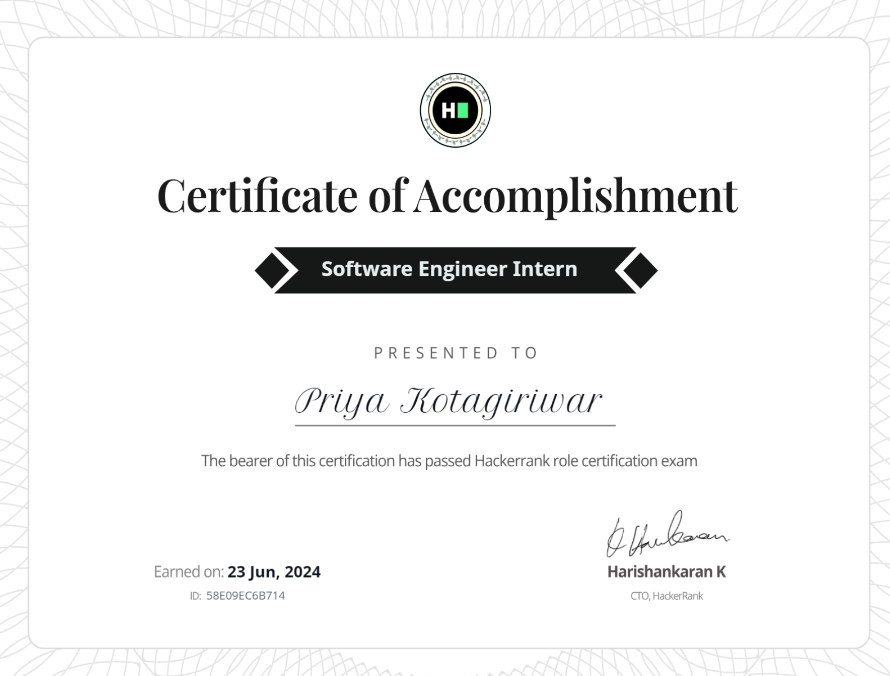 H
Certificate of Accomplishment
Software Engineer Intern
PRESENTED TO
Priya Kotagiriwar
The bearer of this certification has passed Hackerrank role certification exam
Earned on: 23 Jun, 2024
ID: 58E09EC6B714
Harishankaran K
CTO, HackerRank